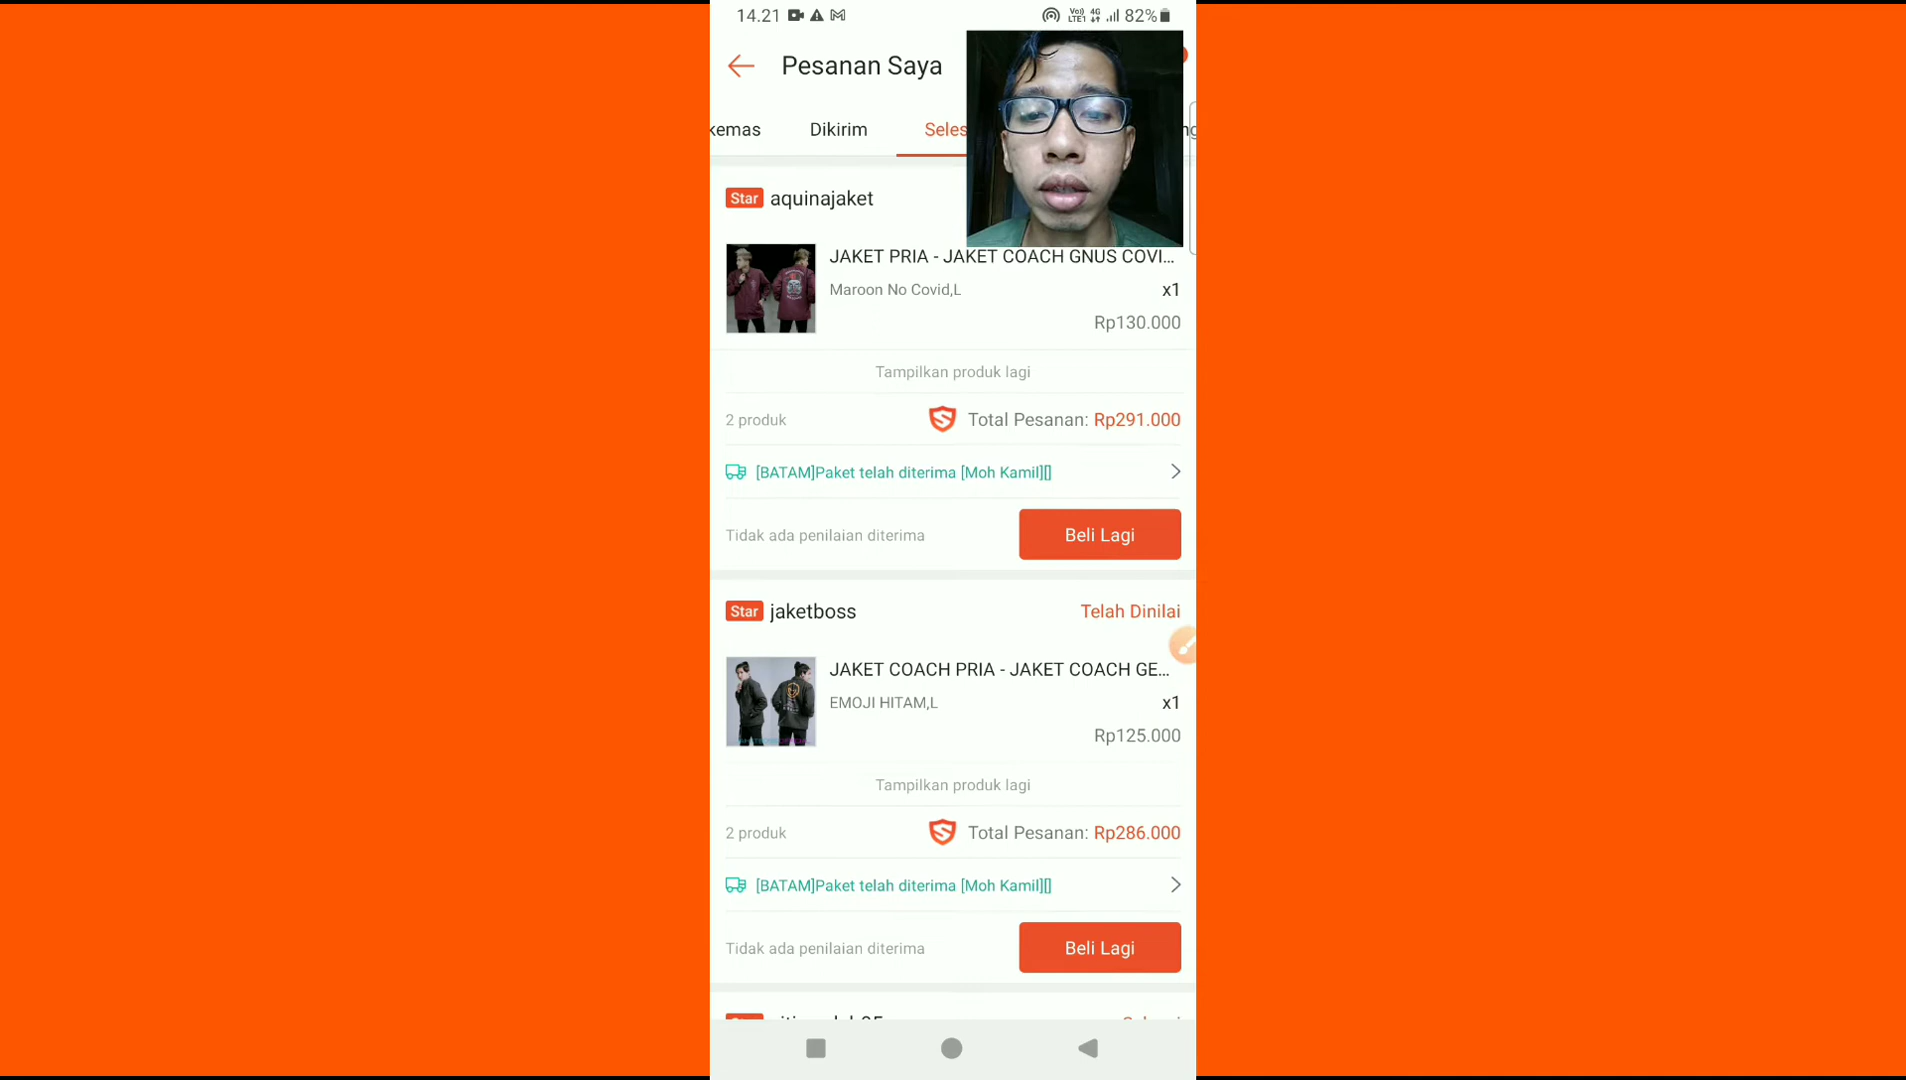 14.21
Vo) 4G
LTE1
82%
Pesanan Saya
kemas
Dikirim
Seles
Star aquinajaket
JAKET PRIA - JAKET COACH GNUS COVI...
Maroon No Covid,L
x1
Rp130.000
Tampilkan produk lagi
2 produk
Total Pesanan: Rp291.000
[BATAM]Paket telah diterima [Moh Kamil][]
Tidak ada penilaian diterima
Beli Lagi
Star jaketboss
Telah Dinilai
JAKET COACH PRIA - JAKET COACH GE...
EMOJI HITAM,L
x1
Rp125.000
Tampilkan produk lagi
2 produk
Total Pesanan: Rp286.000
[BATAM]Paket telah diterima [Moh Kamil][]
Tidak ada penilaian diterima
Beli Lagi